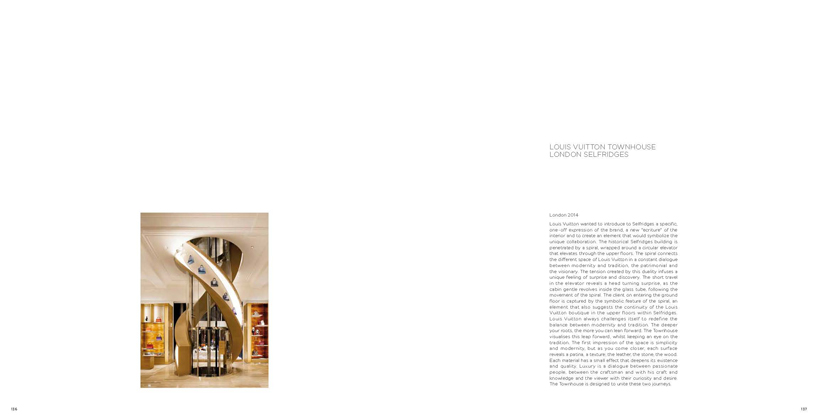 LOUIS VUITTON TOWNHOUSE
LONDON SELFRIDGES
London 2014
Louis Vuitton wanted to introduce to Selfridges a specific,
one-off expression of the brand, a new "écriture" of the
interior and to create an element that would symbolize the
unique collaboration. The historical Selfridges building is
penetrated by a spiral, wrapped around a circular elevator
that elevates through the upper floors. The spiral connects
the different space of Louis Vuitton in a constant dialogue
between modernity and tradition, the patrimonial and
the visionary. The tension created by this duality infuses a
unique feeling of surprise and discovery. The short travel
in the elevator reveals a head turning surprise, as the
cabin gentle revolves inside the glass tube, following the
movement of the spiral. The client on entering the ground
floor is captured by the symbolic feature of the spiral, an
element that also suggests the continuity of the Louis
Vuitton boutique in the upper floors within Selfridges.
Louis Vuitton always challenges itself to redefine the
balance between modernity and tradition. The deeper
your roots, the more you can lean forward. The Townhouse
visualises this leap forward, whilst keeping an eye on the
tradition. The first impression of the space is simplicity
and modernity, but as you come closer, each surface
reveals a patina, a texture: the leather, the stone, the wood.
Each material has a small effect that deepens its existence
and quality. Luxury is a dialogue between passionate
people, between the craftsman and with his craft and
knowledge and the viewer with their curiosity and desire.
The Townhouse is designed to unite these two journeys.
136
137